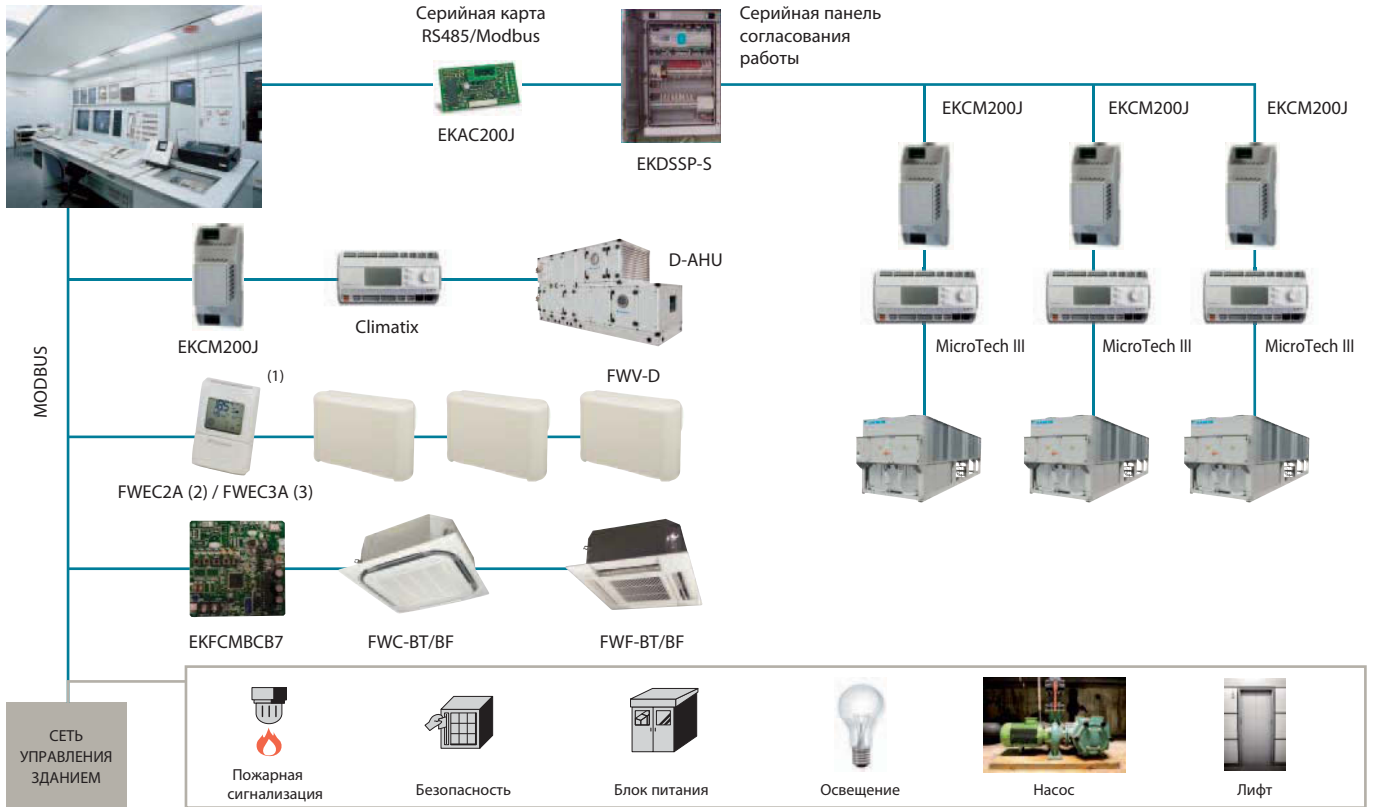 Серийная карта
RS485/Modbus
EKAC200J
EKDSSP-S
Серийная панель
согласования
работы
EKCM200J
EKCM200J
EKCM200J
MicroTech III
MicroTech III
MicroTech III
MODBUS
EKCM200J
Climatix
D-AHU
(1)
FWV-D
FWEC2A (2) / FWEC3A (3)
EKFCMBCB7
FWC-BT/BF
FWF-BT/BF
СЕТЬ
УПРАВЛЕНИЯ
ЗДАНИЕМ
Пожарная
сигнализация
Безопасность
Блок питания
Освещение
Насос
Лифт